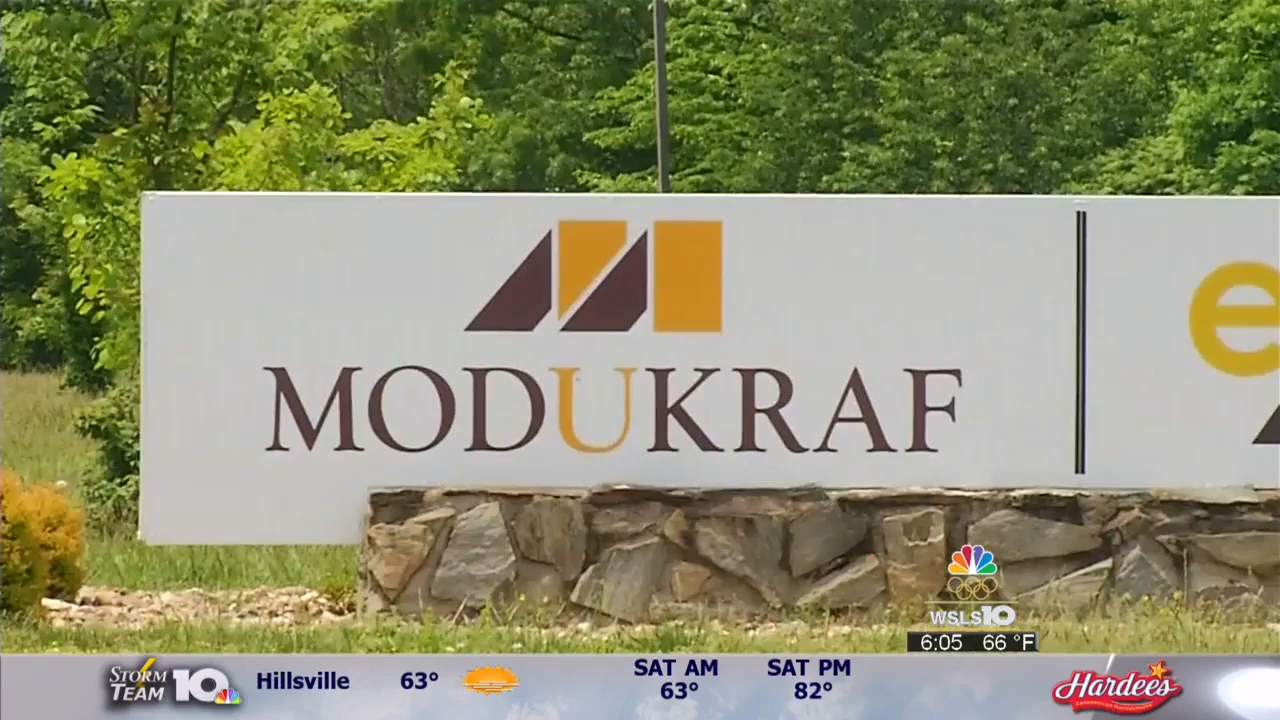 MODUKRAF
e
WSLS10
6:05 66 °F
STORM TEAM 10
Hillsville 63°
SAT AM 63°
SAT PM 82°
Hardee's